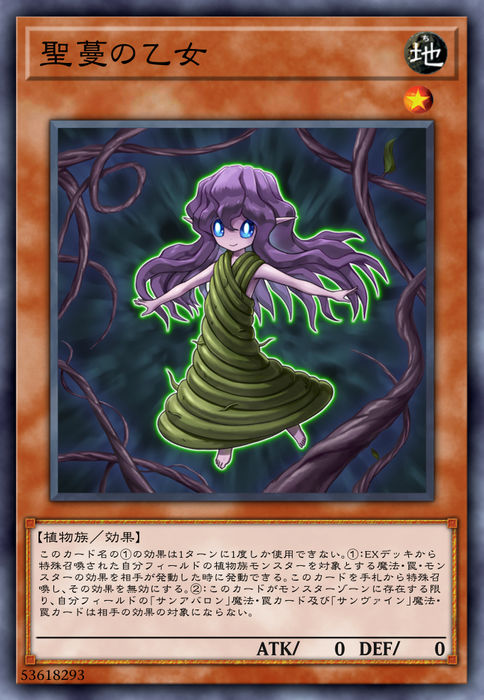 聖蔓の乙女
ち
地
【植物族／効果】
このカード名の①の効果は1ターンに1度しか使用できない。①:EXデッキから
特殊召喚された自分フィールドの植物族モンスターを対象とする魔法・罠・モ
ンスターの効果を相手が発動した時に発動できる。このカードを手札から特殊召
喚し、その効果を無効にする。②:このカードがモンスターゾーンに存在する限
り、自分フィールドの「サンアバロン」魔法・罠カード及び「サンヴァイン」魔法・
罠カードは相手の効果の対象にならない。
ATK/ 0 DEF/ 0
53618293